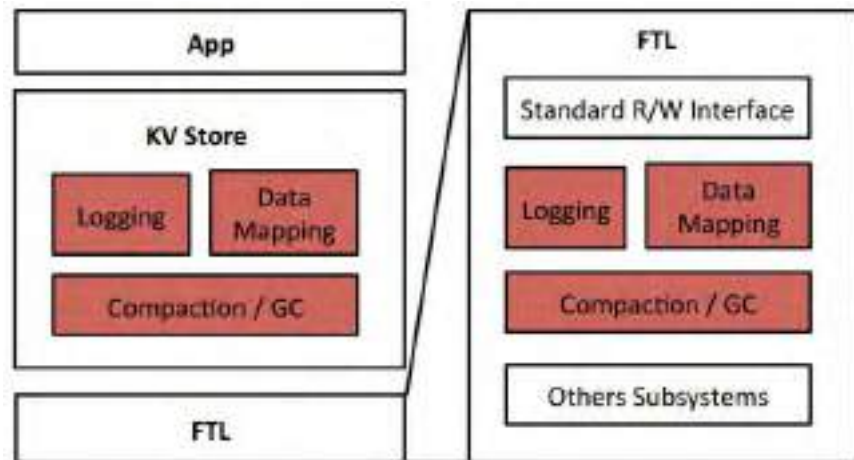 App
KV Store
Logging
Data
Mapping
Compaction / GC
FTL
FTL
Standard R/W Interface
Logging
Data
Mapping
Compaction / GC
Others Subsystems